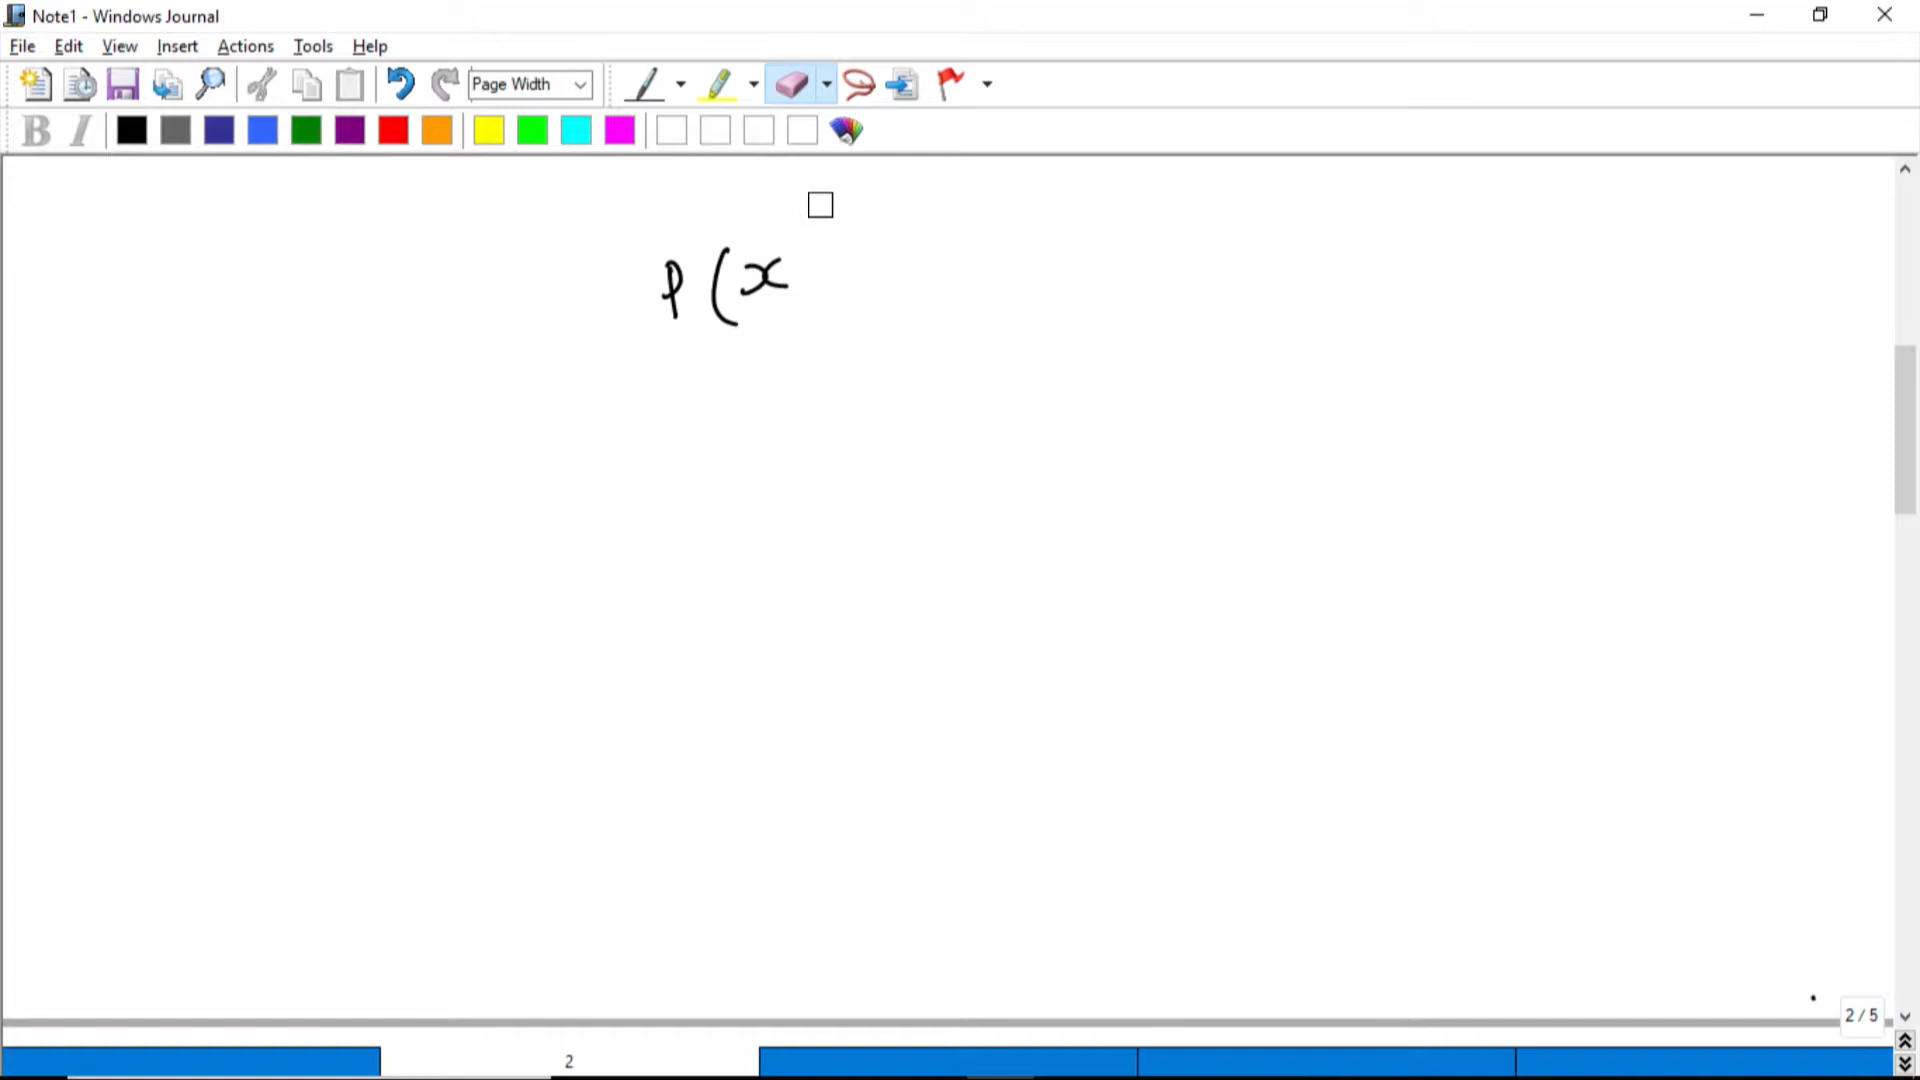 Note1 - Windows Journal
File Edit View Insert Actions Tools Help
Page Width
B I
P (x
2 / 5
2